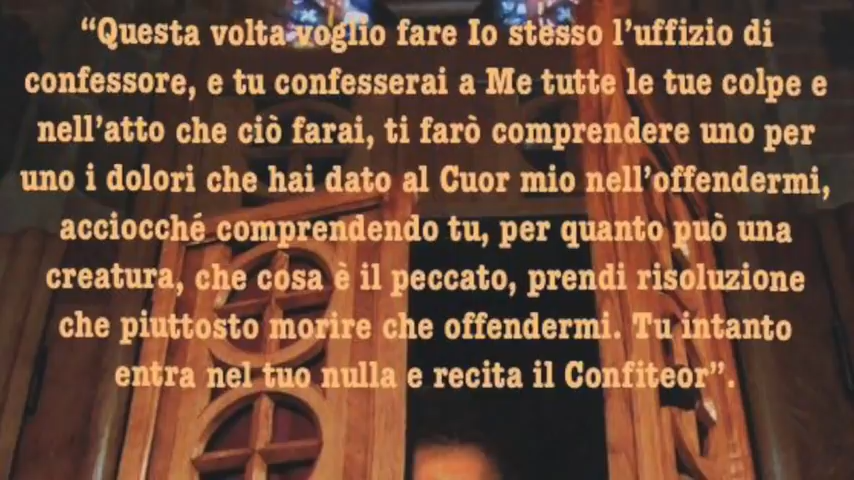 “Questa volta voglio fare Io stesso l’uffizio di
confessore, e tu confesserai a Me tutte le tue colpe e
nell’atto che ciò farai, ti farò comprendere uno per
uno i dolori che hai dato al Cuor mio nell’offendermi,
acciocché comprendendo tu, per quanto può una
creatura, che cosa è il peccato, prendi risoluzione
che piuttosto morire che offendermi. Tu intanto
entra nel tuo nulla e recita il Confiteor”.